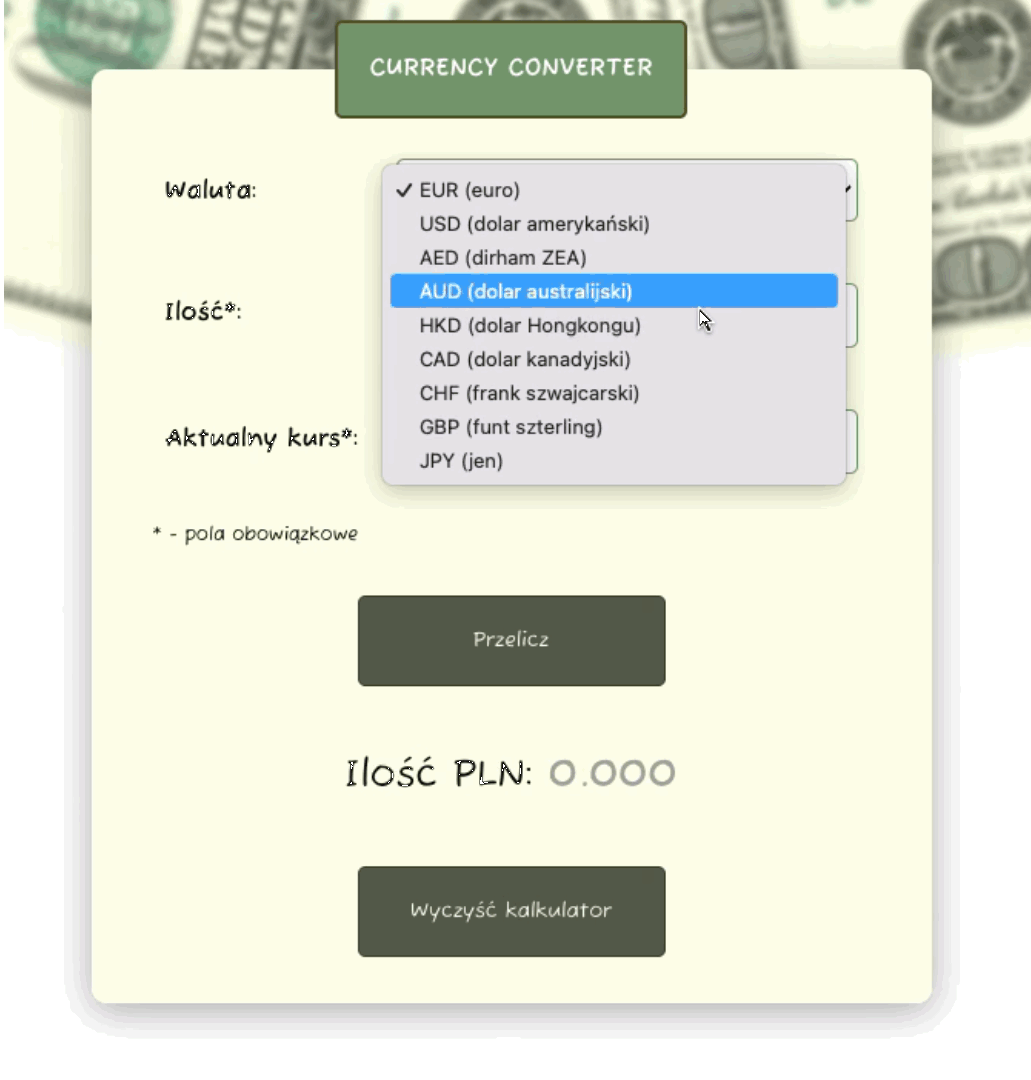 CURRENCY CONVERTER
Waluta:
✓ EUR (euro)
USD (dolar amerykański)
AED (dirham ZEA)
AUD (dolar australijski)
HKD (dolar Hongkongu)
CAD (dolar kanadyjski)
CHF (frank szwajcarski)
GBP (funt szterling)
JPY (jen)
Ilość*:
Aktualny kurs*:
* - pola obowiązkowe
Przelicz
Ilość PLN: 0.000
Wyczyść kalkulator